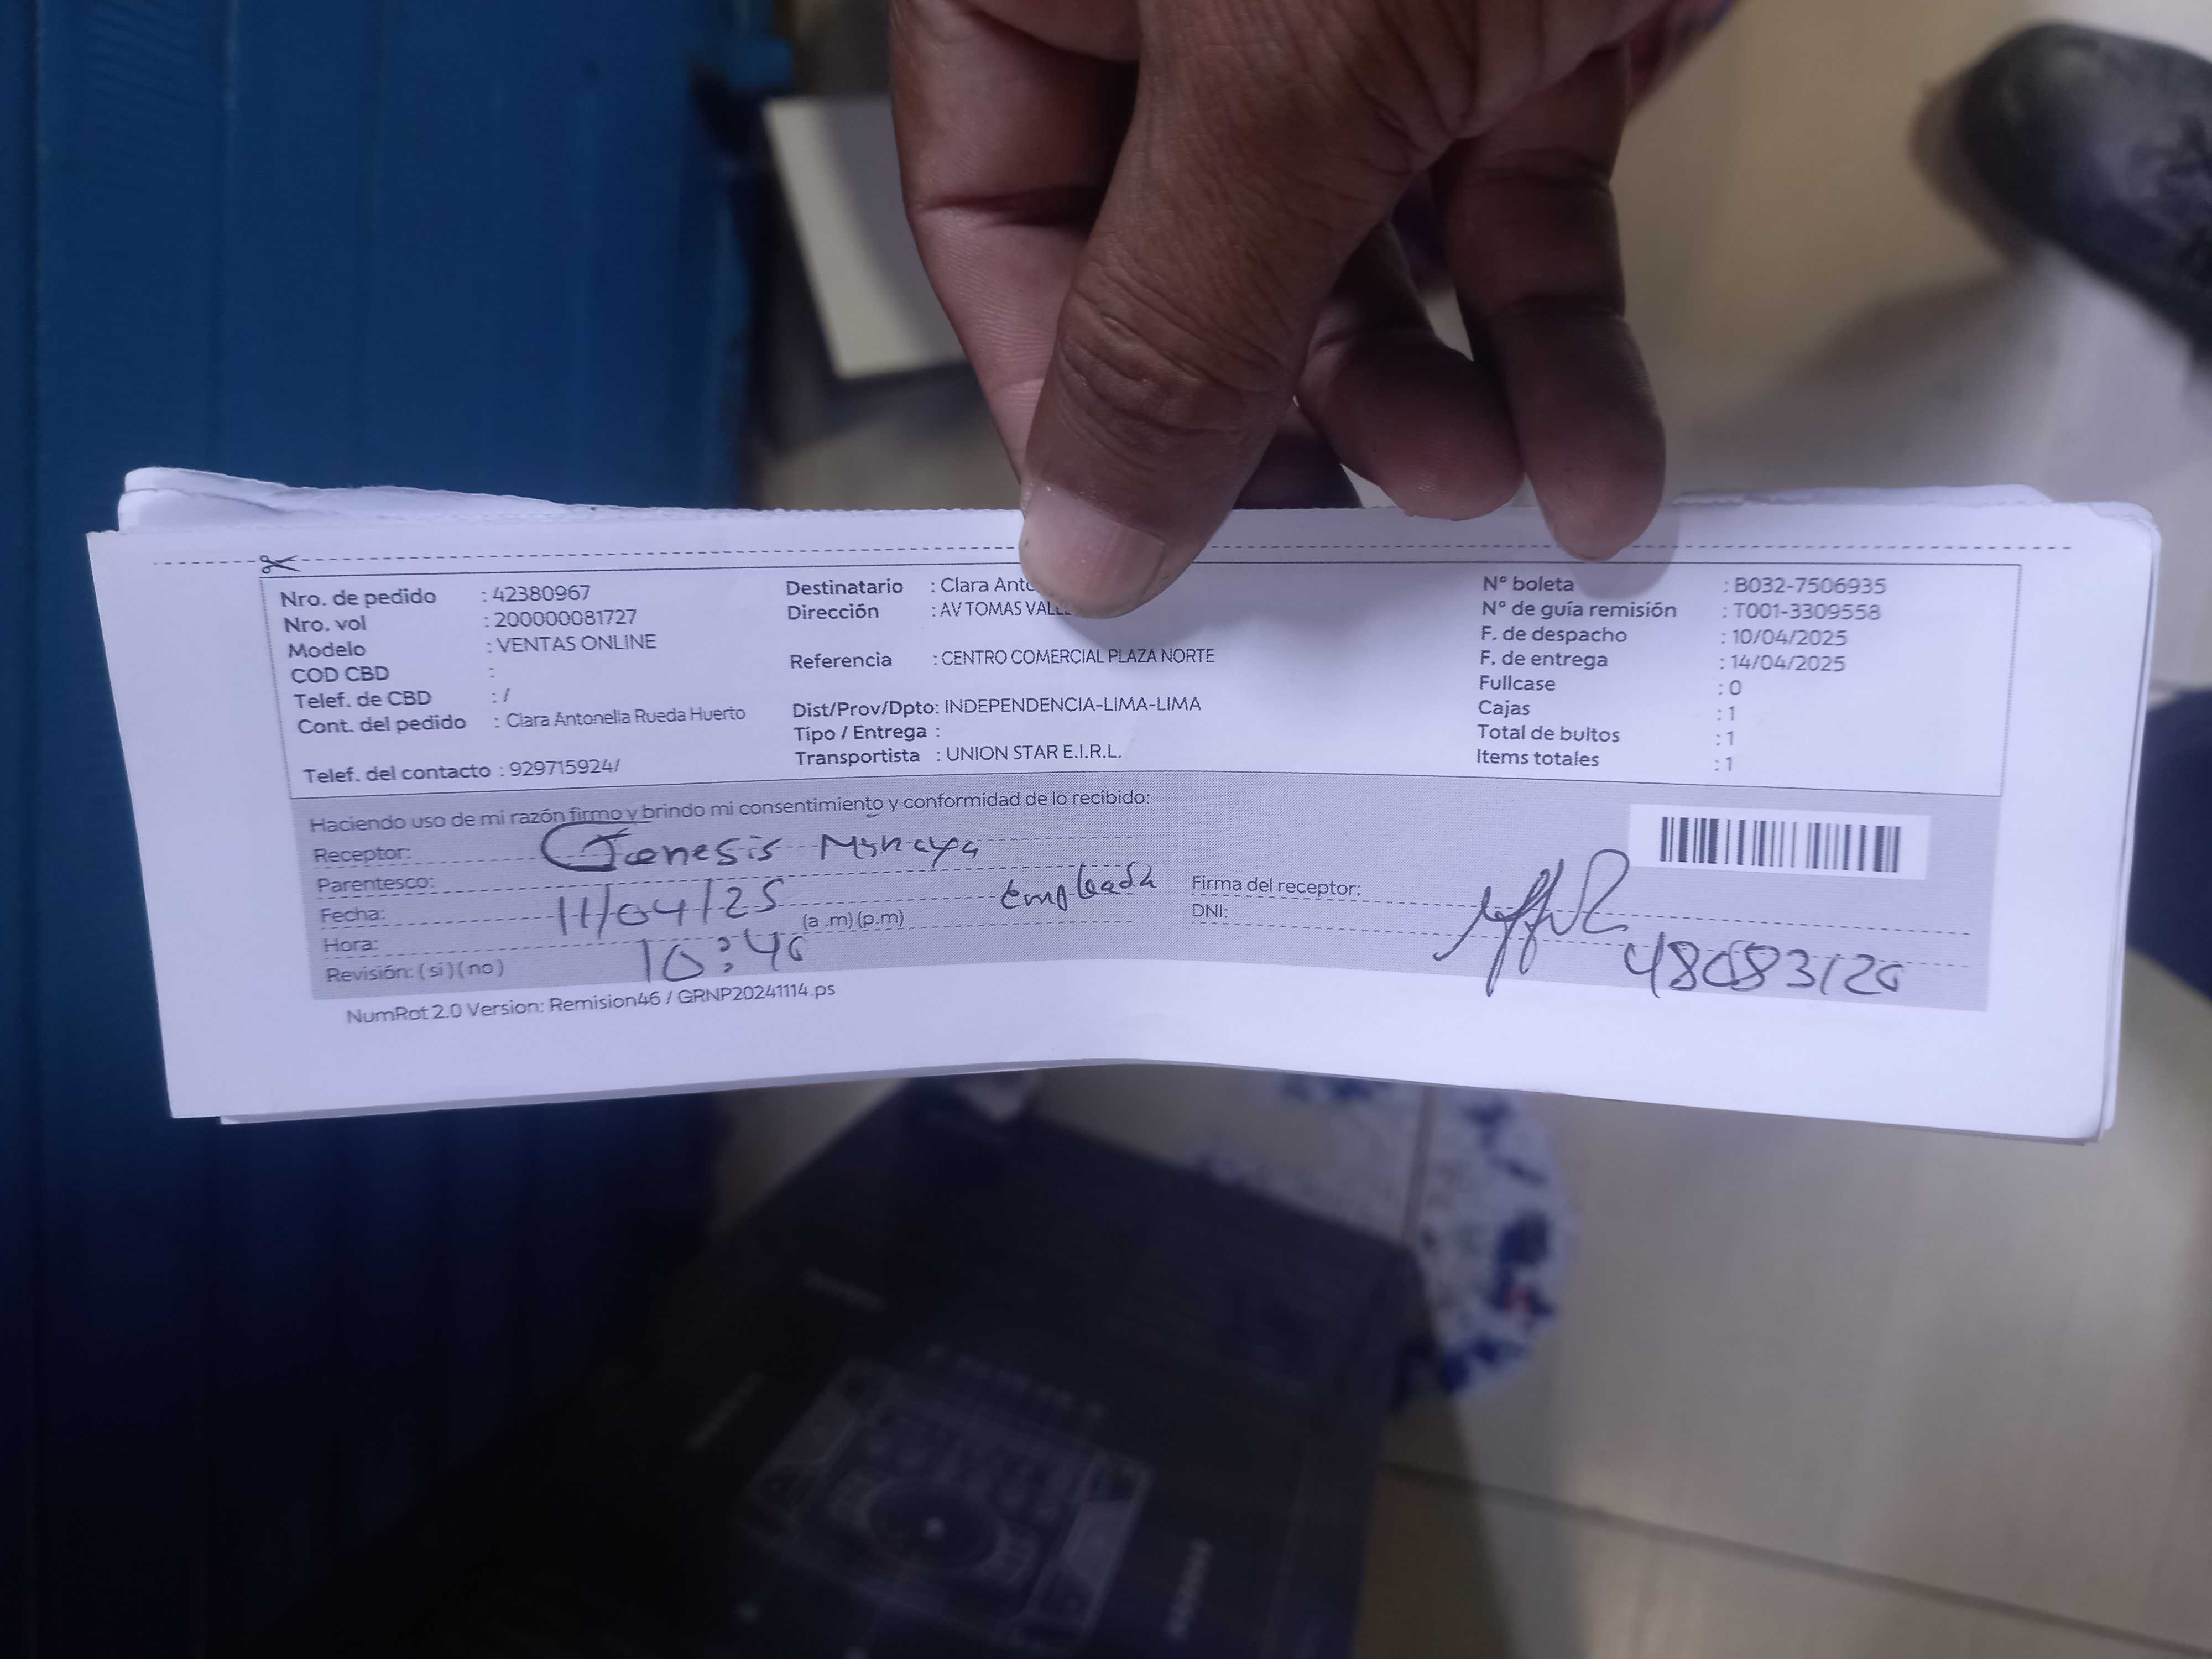 Nro. de pedido : 42380967
Nro. vol : 200000081727
Modelo : VENTAS ONLINE
COD CBD :
Telef. de CBD : /
Cont. del pedido : Clara Antonella Rueda Huerto
Telef. del contacto : 929715924/
Destinatario : Clara
Dirección : AV TOMAS
Referencia : CENTRO COMERCIAL PLAZA NORTE
Dist/Prov/Dpto: INDEPENDENCIA-LIMA-LIMA
Tipo / Entrega :
Transportista : UNION STAR E.I.R.L.
N° boleta : B032-7506935
N° de guía remisión : T001-3309558
F. de despacho : 10/04/2025
F. de entrega : 14/04/2025
Fullcase : 0
Cajas : 1
Total de bultos : 1
Items totales : 1
Haciendo uso de mi razón firmo y brindo mi consentimiento y conformidad de lo recibido:
Receptor: Genesis Mynaya
Parentesco: Empleada
Fecha: 11/04/25 (a .m) (p.m)
Hora: 10:40
Revisión: ( si ) ( no )
Firma del receptor:
DNI:
NumRot 2.0 Version: Remision46 / GRNP20241114.ps